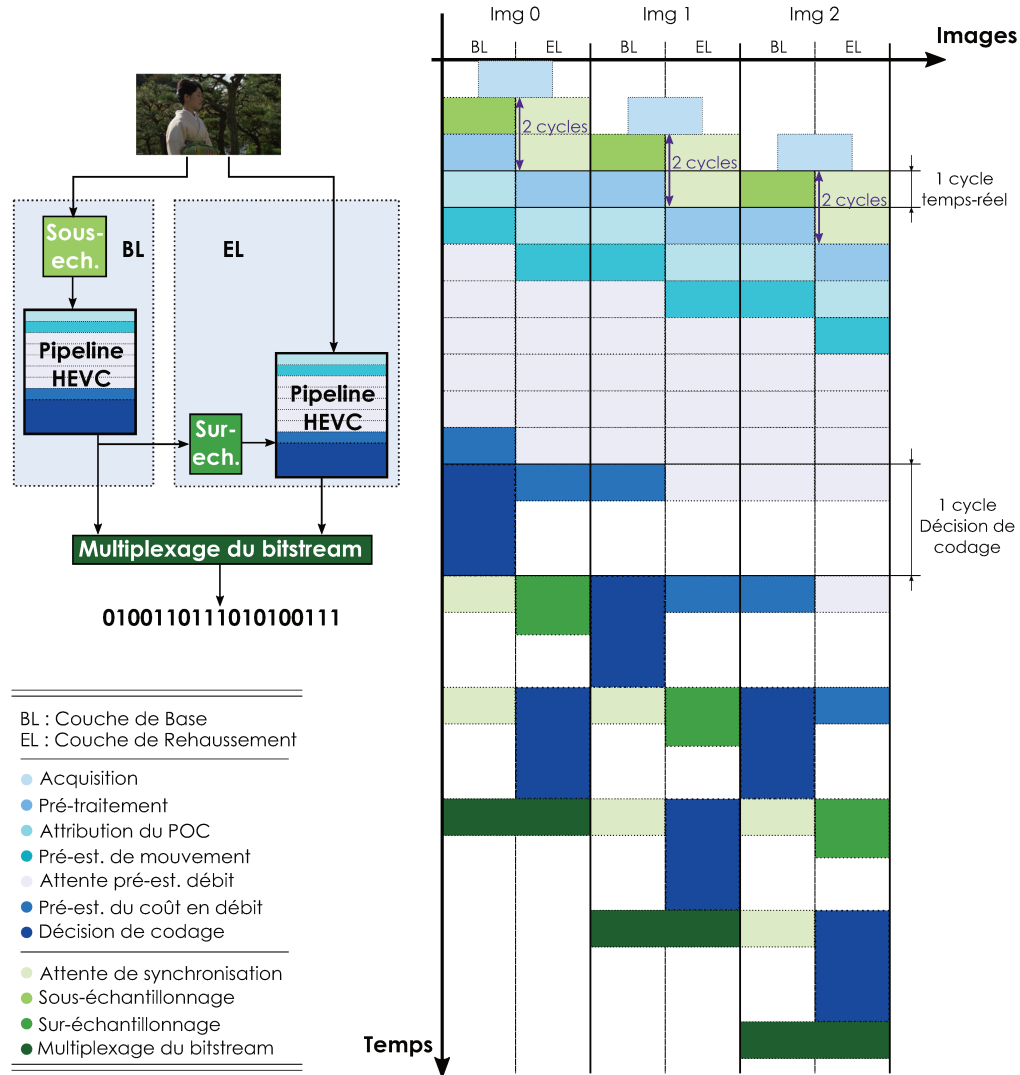 Img 0
Img 1
Img 2
Images
BL
EL
BL
EL
BL
EL
2 cycles
2 cycles
2 cycles
1 cycle
temps-réel
Sous-
ech.
BL
EL
Pipeline
HEVC
Pipeline
HEVC
Sur-
ech.
1 cycle
Décision de
codage
Multiplexage du bitstream
0100110111010100111
BL : Couche de Base
EL : Couche de Rehaussement
Acquisition
Pré-traitement
Attribution du POC
Pré-est. de mouvement
Attente pré-est. débit
Pré-est. du coût en débit
Décision de codage
Attente de synchronisation
Sous-échantillonnage
Sur-échantillonnage
Multiplexage du bitstream
Temps